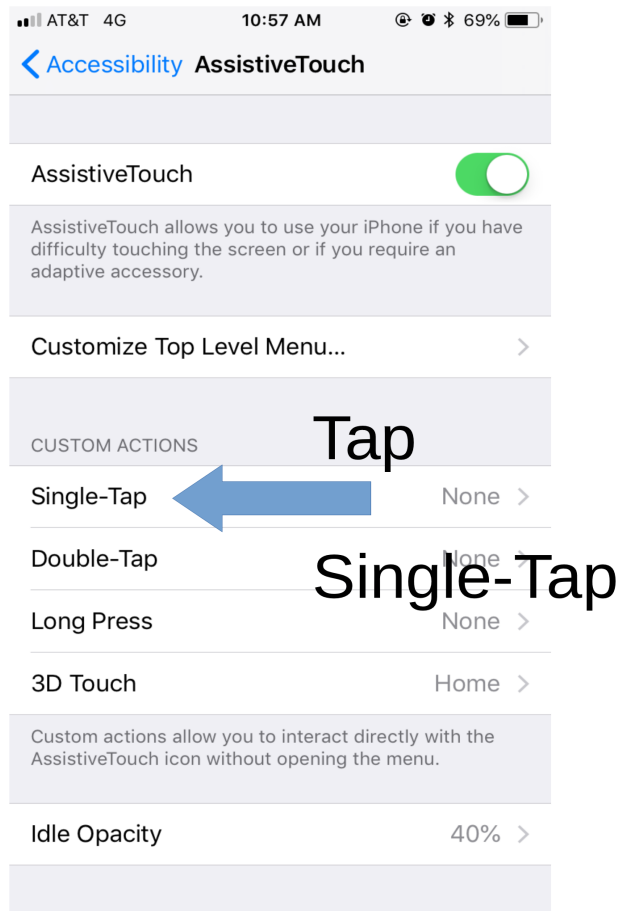 AT&T 4G 10:57 AM 69%
Accessibility AssistiveTouch
AssistiveTouch
AssistiveTouch allows you to use your iPhone if you have
difficulty touching the screen or if you require an
adaptive accessory.
Customize Top Level Menu...
Tap
CUSTOM ACTIONS
Single-Tap None
Double-Tap None
Single-Tap
Long Press None
3D Touch Home
Custom actions allow you to interact directly with the
AssistiveTouch icon without opening the menu.
Idle Opacity 40%